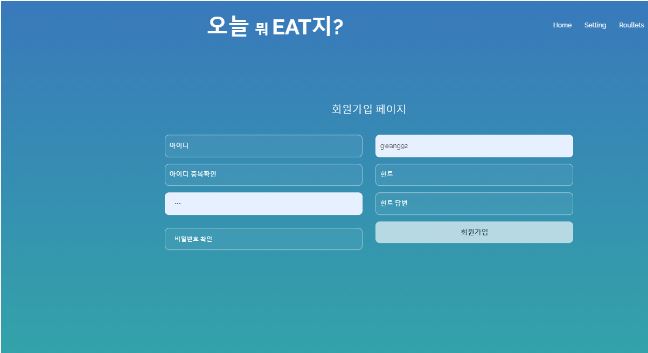 오늘 뭐 EAT지?
Home Setting Roullets
회원가입 페이지
아이디
아이디 중복확인
...
비밀번호 확인
힌트
힌트 답변
회원가입